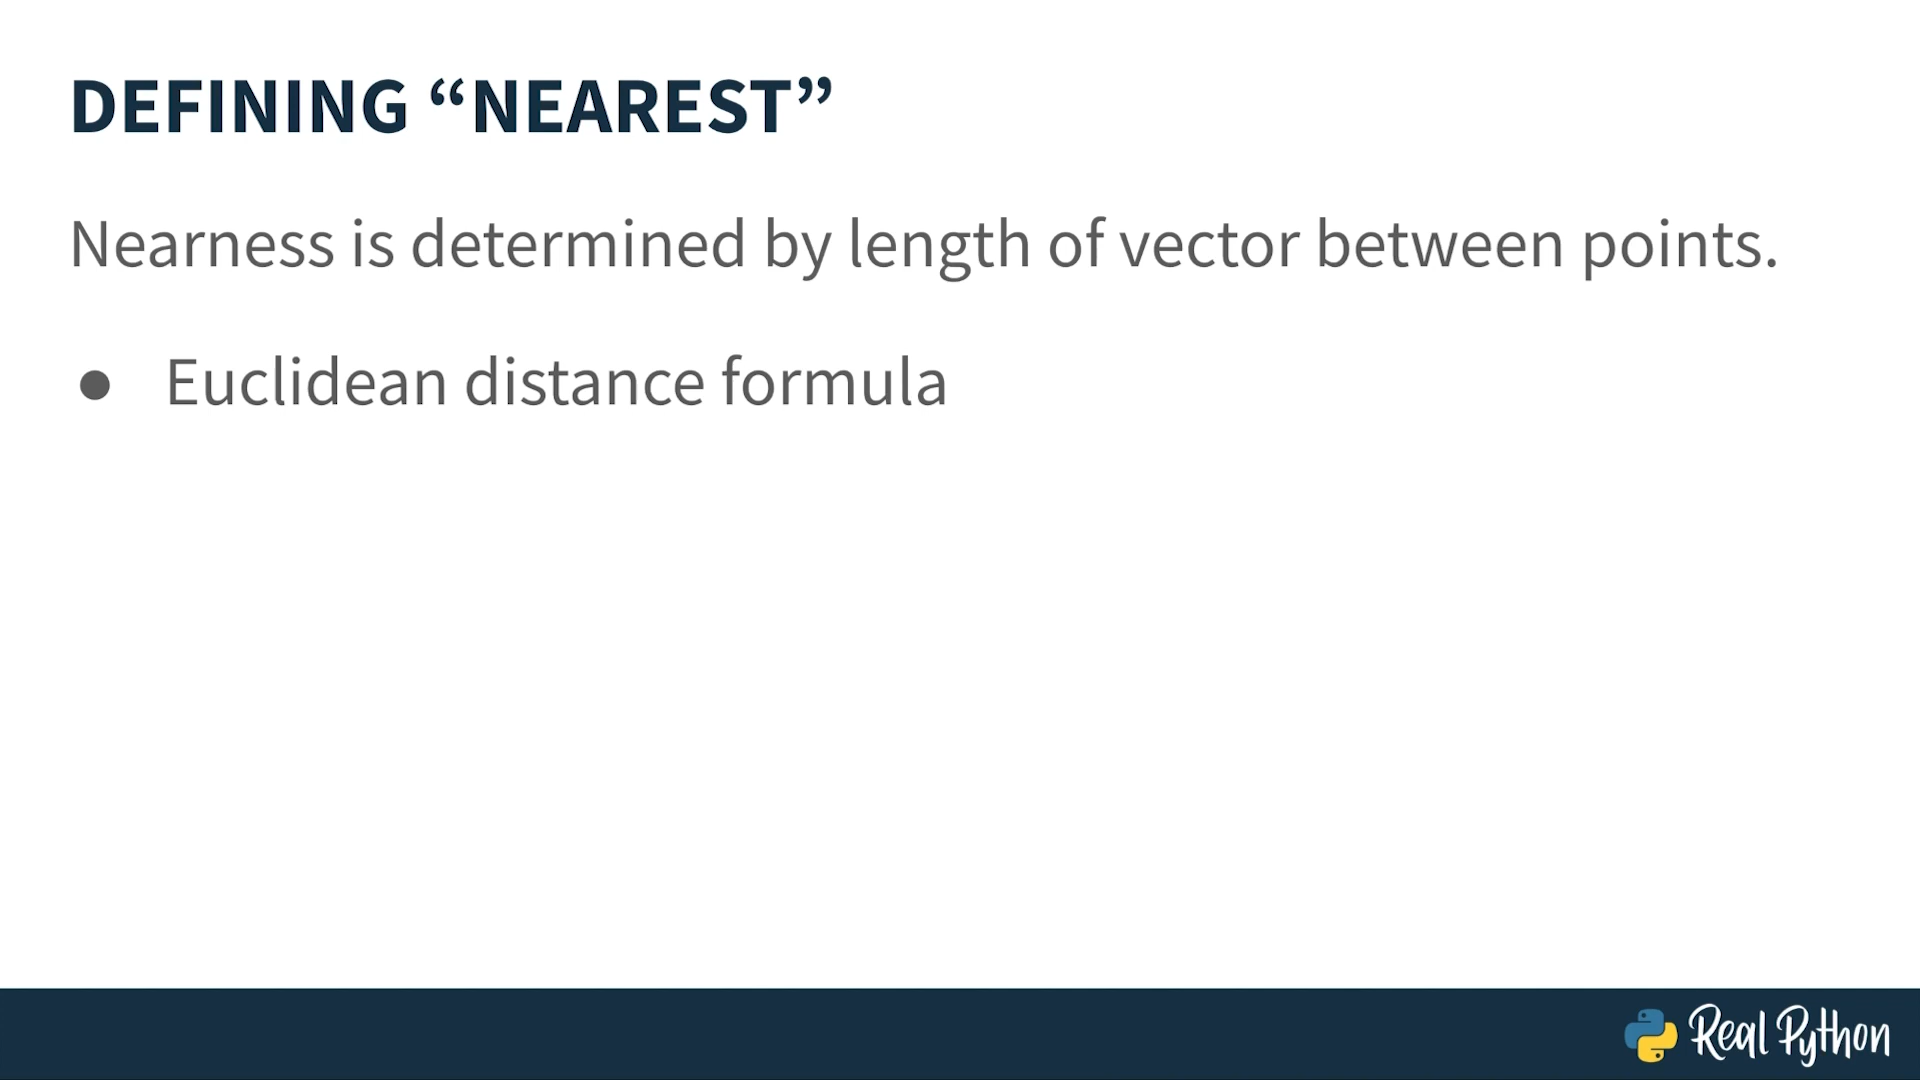 DEFINING “NEAREST”
Nearness is determined by length of vector between points.
● Euclidean distance formula
Real Python